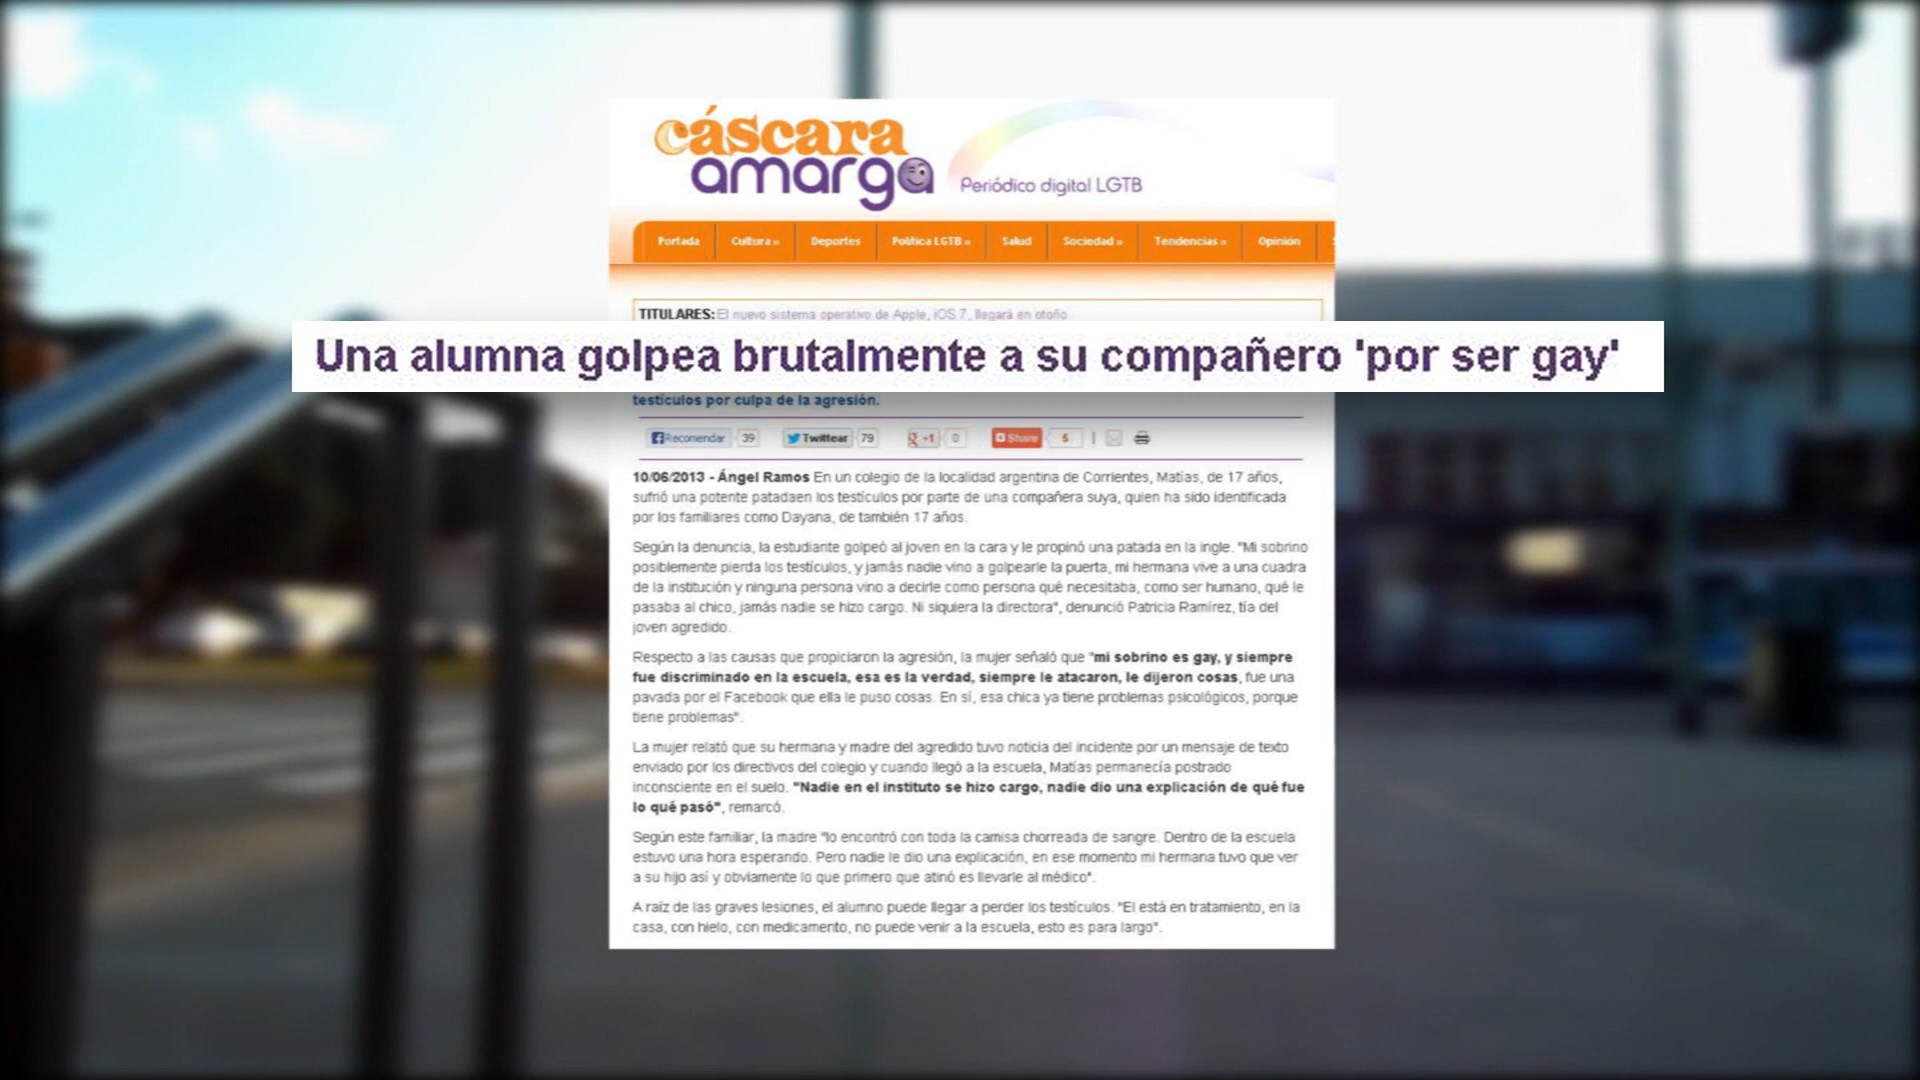 cáscara
amarga
Periódico digital LGTB
Portada Cultura » Deportes Política LGTB » Salud Sociedad » Tendencias » Opinión
TITULARES: El nuevo sistema operativo de Apple, iOS 7, llegará en otoño
Una alumna golpea brutalmente a su compañero 'por ser gay'
testículos por culpa de la agresión.
Recomendar 39 Twittear 79 +1 0 Share 6
10/06/2013 - Ángel Ramos En un colegio de la localidad argentina de Corrientes, Matías, de 17 años,
sufrió una potente patadaen los testículos por parte de una compañera suya, quien ha sido identificada
por los familiares como Dayana, de también 17 años.
Según la denuncia, la estudiante golpeó al joven en la cara y le propinó una patada en la ingle. "Mi sobrino
posiblemente pierda los testículos, y jamás nadie vino a golpearle la puerta, mi hermana vive a una cuadra
de la institución y ninguna persona vino a decirle como persona qué necesitaba, como ser humano, qué le
pasaba al chico, jamás nadie se hizo cargo. Ni siquiera la directora", denunció Patricia Ramírez, tía del
joven agredido.
Respecto a las causas que propiciaron la agresión, la mujer señaló que "mi sobrino es gay, y siempre
fue discriminado en la escuela, esa es la verdad, siempre le atacaron, le dijeron cosas, fue una
pavada por el Facebook que ella le puso cosas. En sí, esa chica ya tiene problemas psicológicos, porque
tiene problemas".
La mujer relató que su hermana y madre del agredido tuvo noticia del incidente por un mensaje de texto
enviado por los directivos del colegio y cuando llegó a la escuela, Matías permanecía postrado
inconsciente en el suelo. "Nadie en el instituto se hizo cargo, nadie dio una explicación de qué fue
lo qué pasó", remarcó.
Según este familiar, la madre "lo encontró con toda la camisa chorreada de sangre. Dentro de la escuela
estuvo una hora esperando. Pero nadie le dio una explicación, en ese momento mi hermana tuvo que ver
a su hijo así y obviamente lo que primero que atinó es llevarle al médico".
A raíz de las graves lesiones, el alumno puede llegar a perder los testículos. "El está en tratamiento, en la
casa, con hielo, con medicamento, no puede venir a la escuela, esto es para largo".